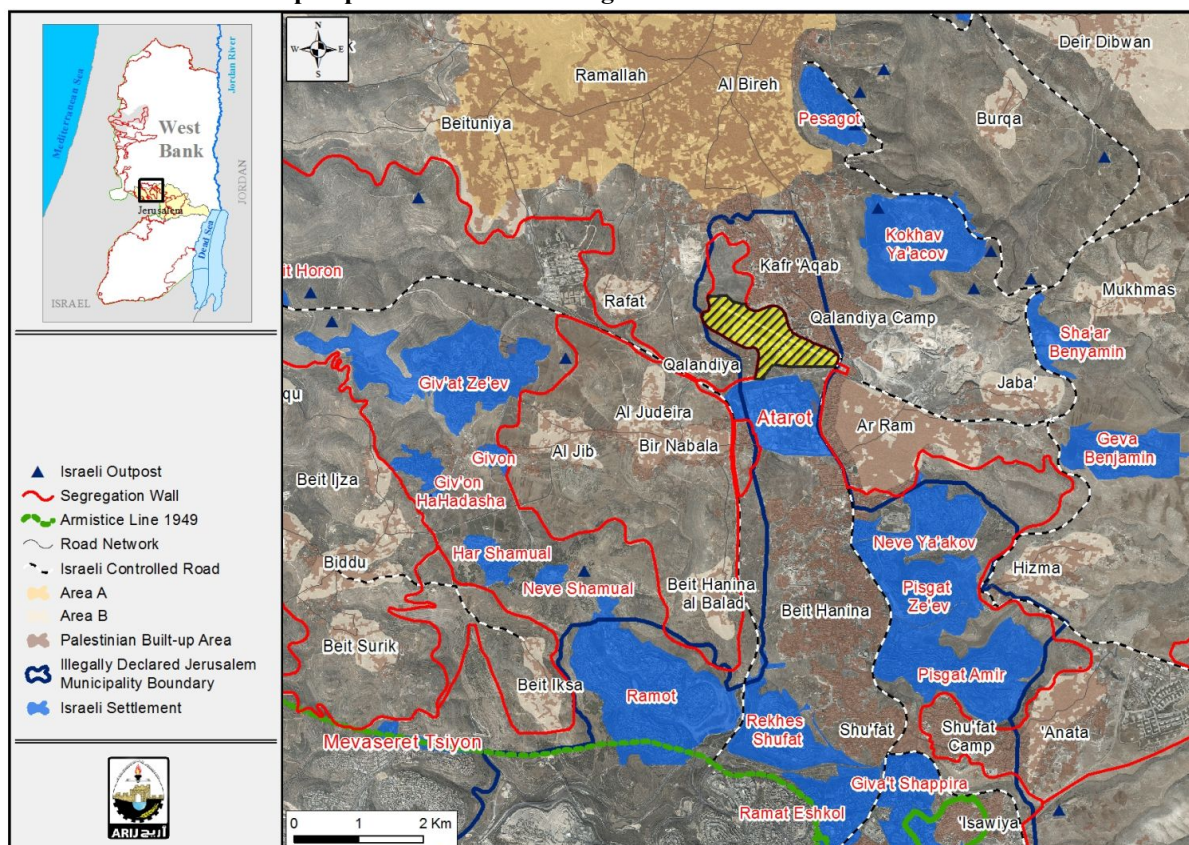 Mediterranean Sea
Jordan River
West
Bank
JORDAN
Jerusalem
Dead Sea
ISRAEL
Israeli Outpost
Segregation Wall
Armistice Line 1949
Road Network
Israeli Controlled Road
Area A
Area B
Palestinian Built-up Area
Illegally Declared Jerusalem
Municipality Boundary
Israeli Settlement
ARIJ أريج
N
W E
S
Deir Dibwan
Ramallah
Al Bireh
Beituniya
Pesagot
Burqa
Kokhav
Ya'acov
Kafr 'Aqab
it Horon
Rafat
Mukhmas
Qalandiya Camp
Sha'ar
Benyamin
Qalandiya
Giv'at Ze'ev
Jaba'
qu
Al Judeira
Atarot
Ar Ram
Al Jib
Bir Nabala
Geva
Benjamin
Givon
Beit Ijza
Giv'on
HaHadasha
Neve Ya'akov
Har Shamual
Biddu
Hizma
Neve Shamual
Beit Hanina
al Balad
Beit Hanina
Pisgat
Ze'ev
Beit Surik
Pisgat Amir
Beit Iksa
Ramot
Rekhes
Shufat
Shu'fat
Shu'fat
Camp
'Anata
Mevaseret Tsiyon
Giva't Shappira
Ramat Eshkol
'Isawiya
0 1 2 Km